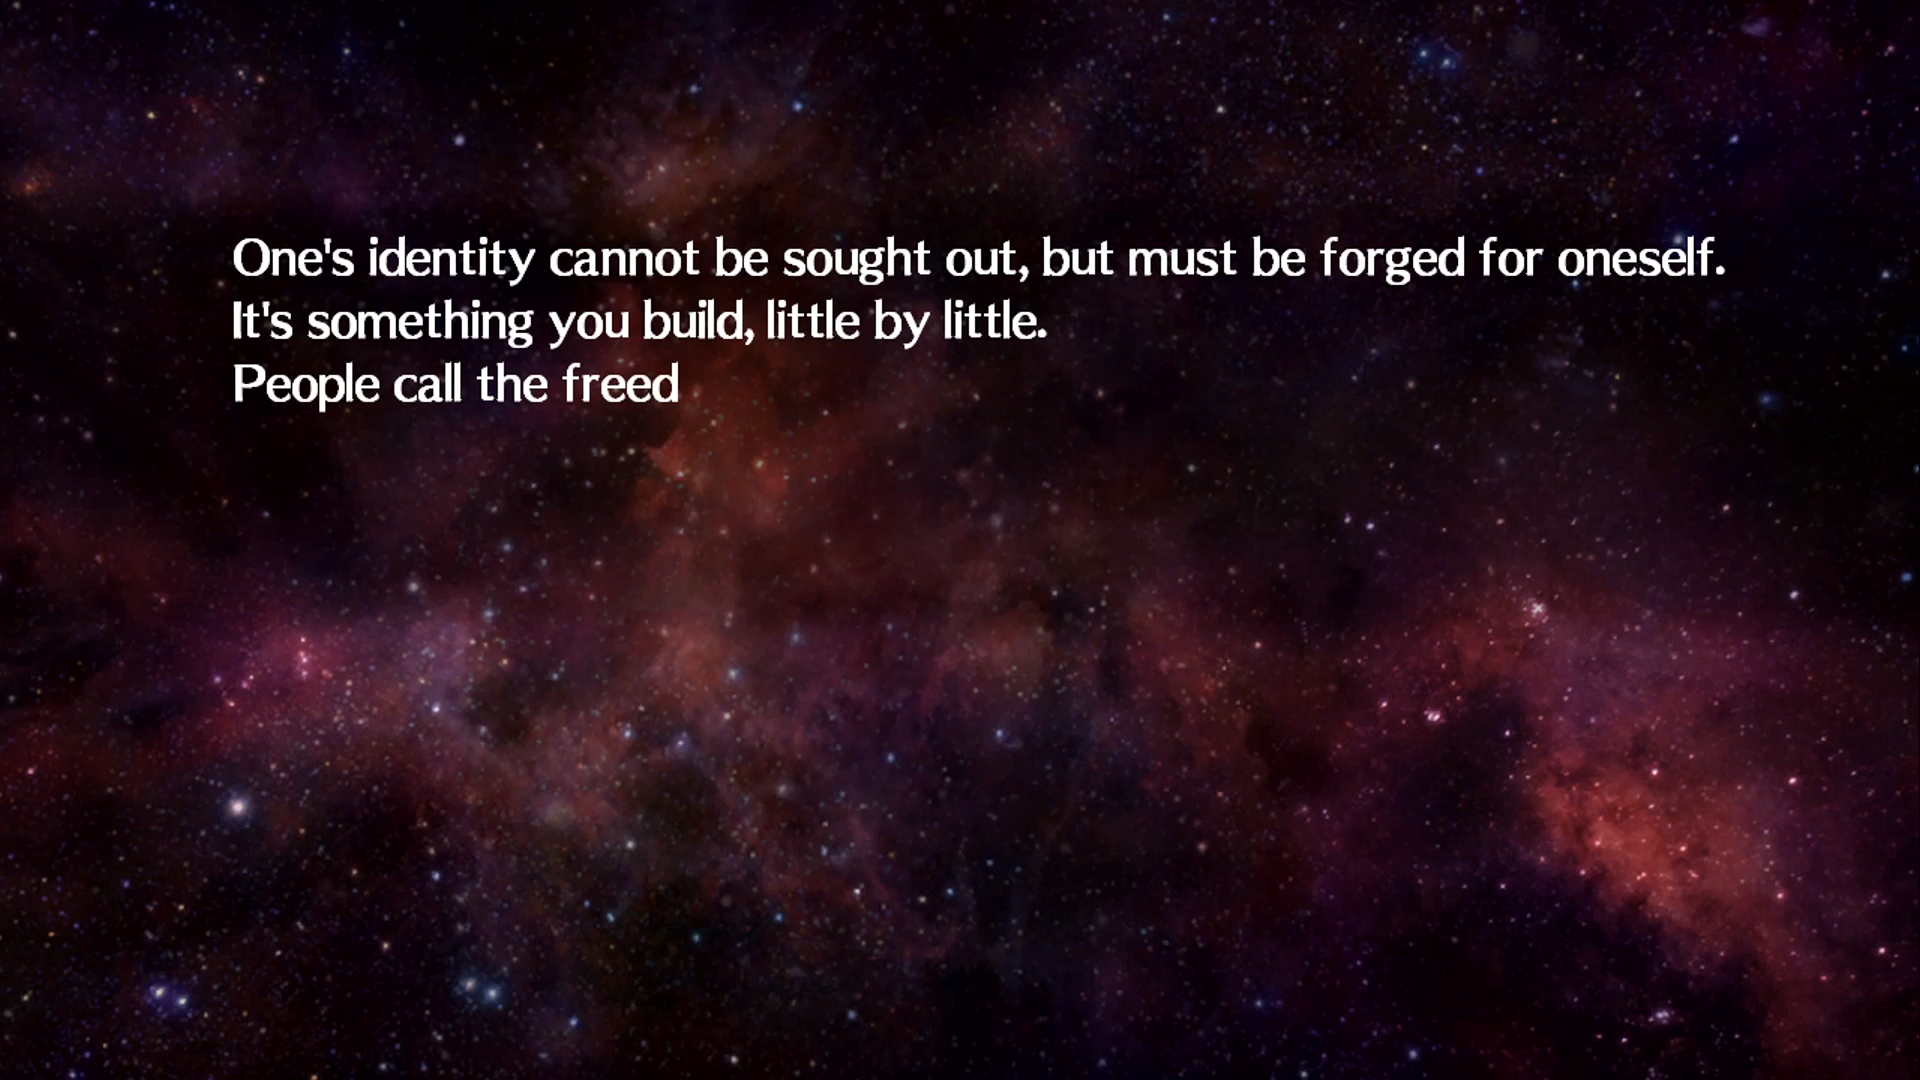 One's identity cannot be sought out, but must be forged for oneself.
It's something you build, little by little.
People call the freed